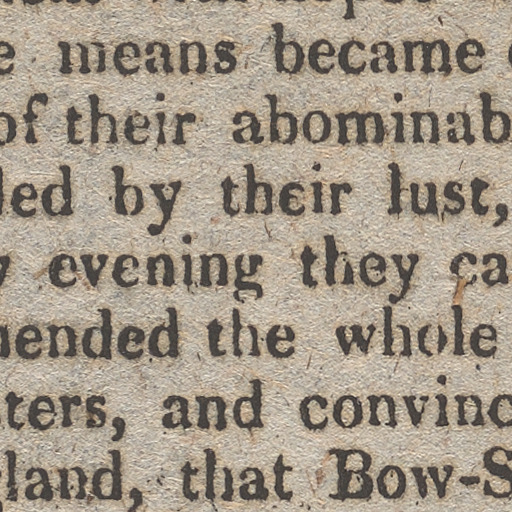 means became
of their abominab
led by their lust,
evening they ca
ended the whole
ters, and convinc
land, that Bow-S